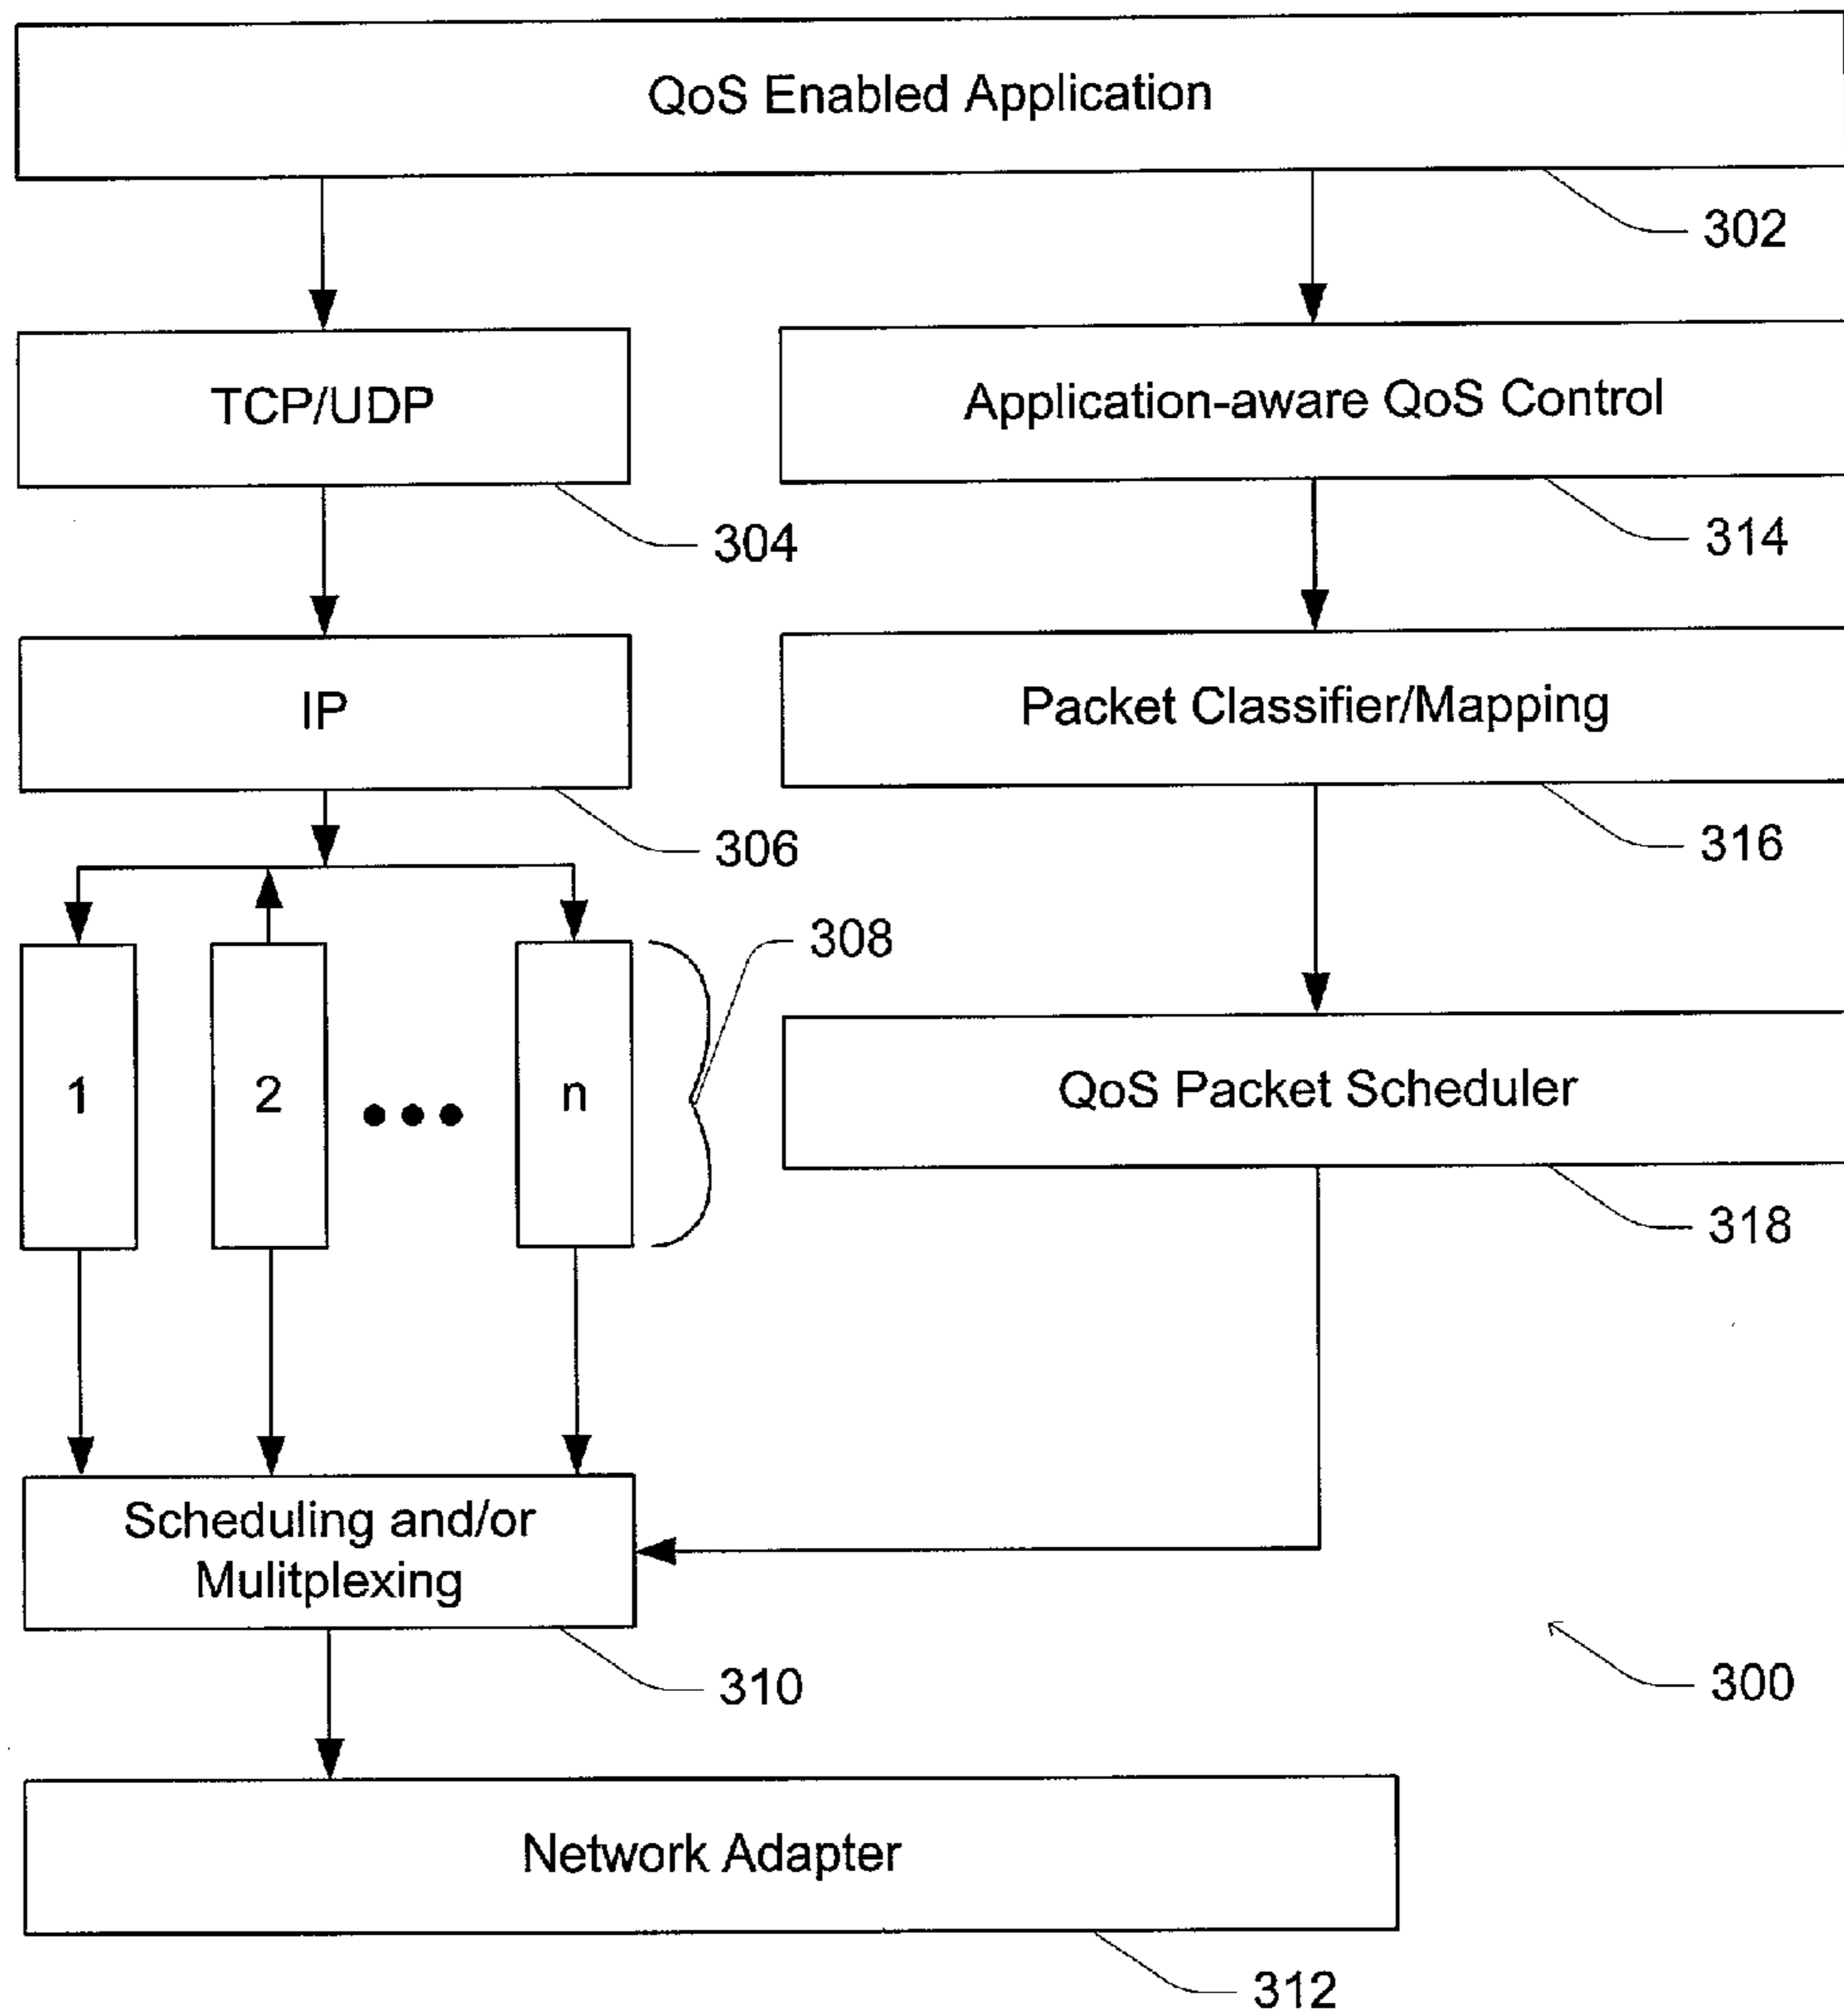 QoS Enabled Application
302
TCP/UDP
Application-aware QoS Control
304
314
IP
Packet Classifier/Mapping
306
316
308
1
2
n
QoS Packet Scheduler
318
Scheduling and/or
Mulitplexing
310
300
Network Adapter
312